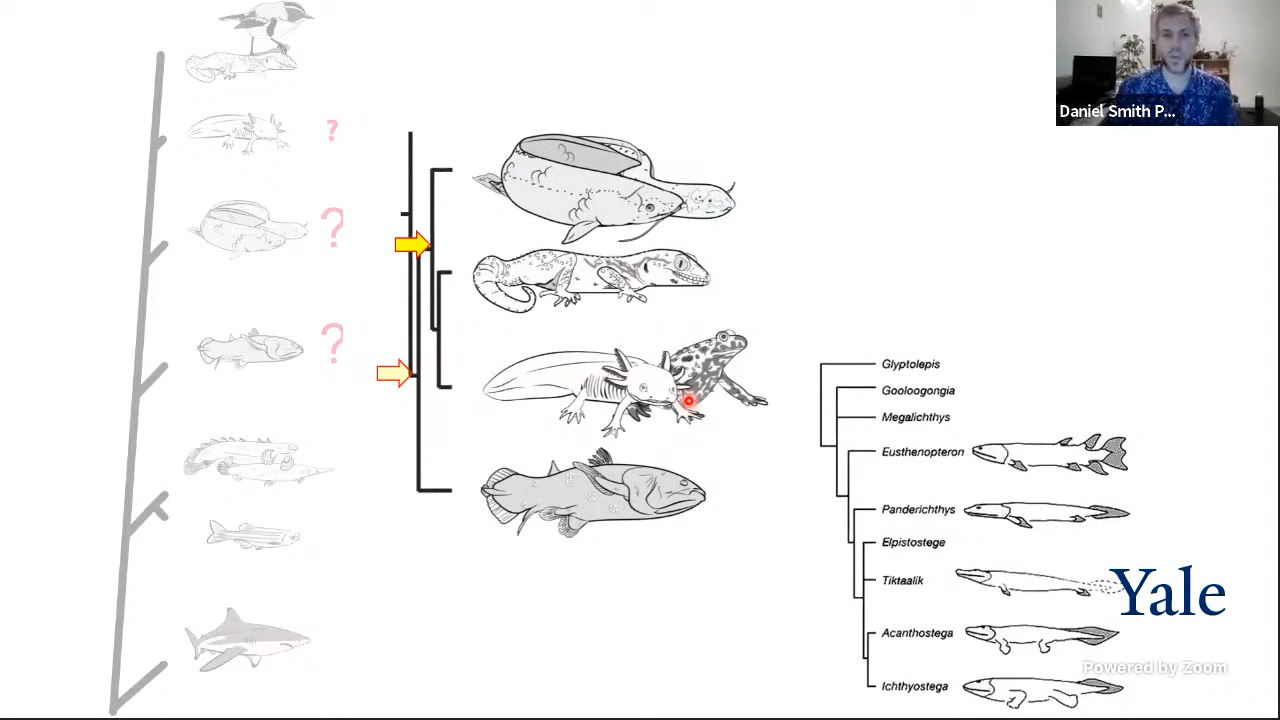 Daniel Smith P...
?
?
?
Glyptolepis
Gooloogongia
Megalichthys
Eusthenopteron
Panderichthys
Elpistostege
Tiktaalik
Yale
Acanthostega
Powered by Zoom
Ichthyostega